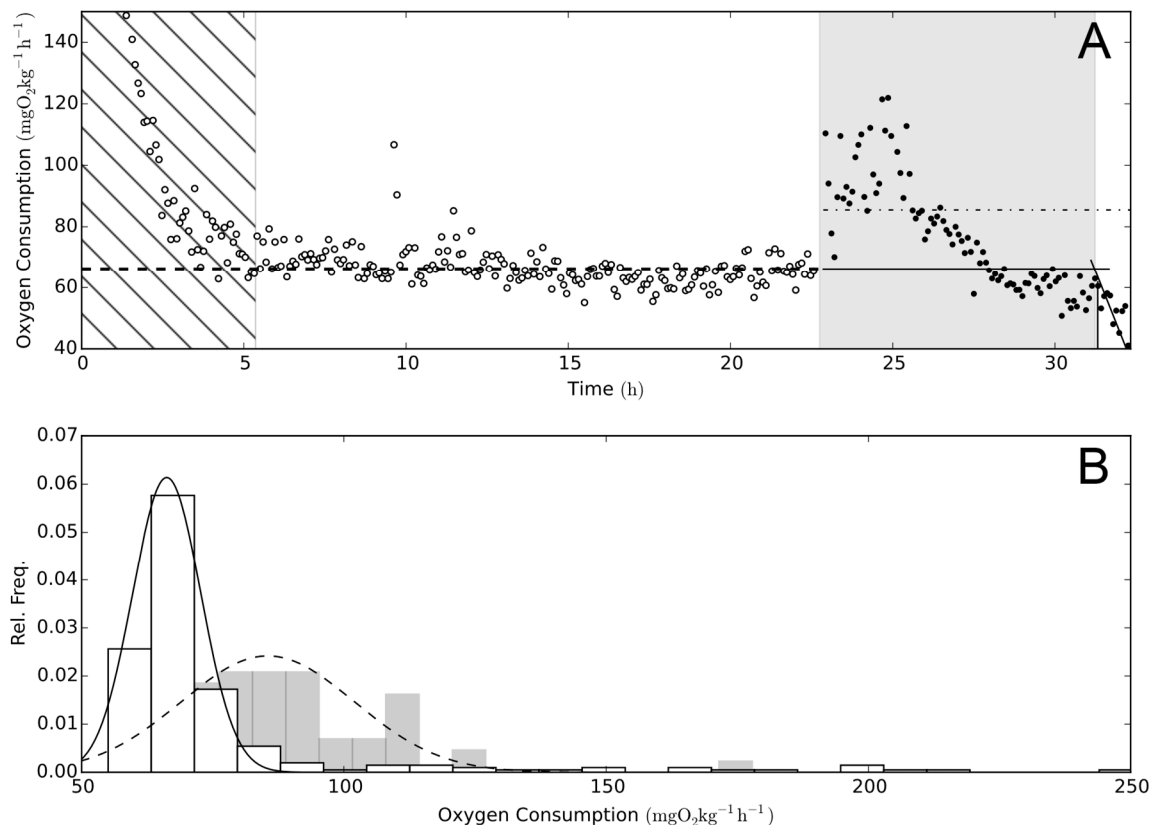 A
Oxygen Consumption (mgO₂kg⁻¹h⁻¹)
140
120
100
80
60
40
0 5 10 15 20 25 30
Time (h)
B
Rel. Freq.
0.07
0.06
0.05
0.04
0.03
0.02
0.01
0.00
50 100 150 200 250
Oxygen Consumption (mgO₂kg⁻¹h⁻¹)